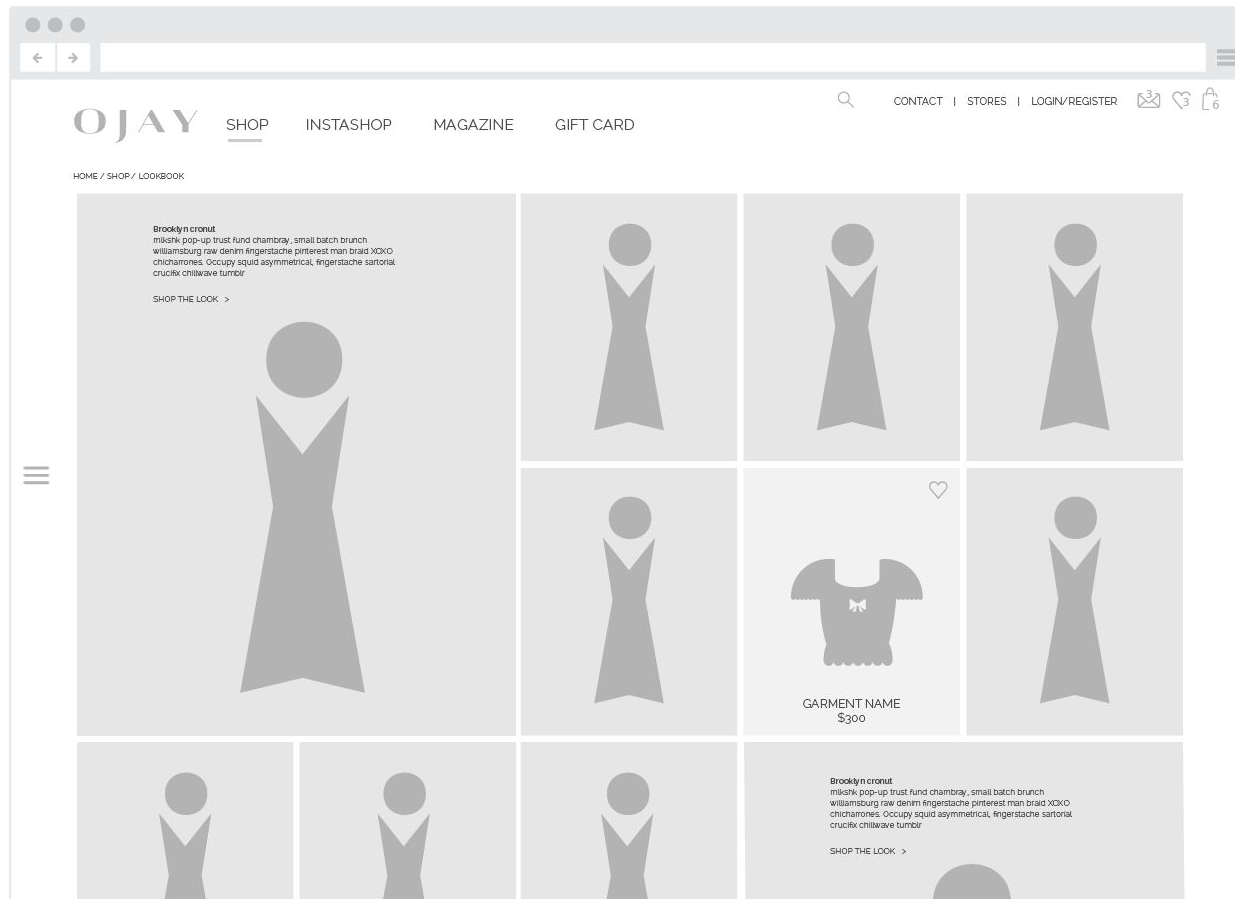 CONTACT | STORES | LOGIN/REGISTER 3 3 6
OJAY SHOP INSTASHOP MAGAZINE GIFT CARD
HOME / SHOP / LOOKBOOK
Brooklyn cronut
mlkshk pop-up trust fund chambray, small batch brunch
williamsburg raw denim fingerstache pinterest man braid XOXO
chicharrones. Occupy squid asymmetrical, fingerstache sartorial
crucifix chillwave tumblr
SHOP THE LOOK >
GARMENT NAME
$300
Brooklyn cronut
mlkshk pop-up trust fund chambray, small batch brunch
williamsburg raw denim fingerstache pinterest man braid XOXO
chicharrones. Occupy squid asymmetrical, fingerstache sartorial
crucifix chillwave tumblr
SHOP THE LOOK >